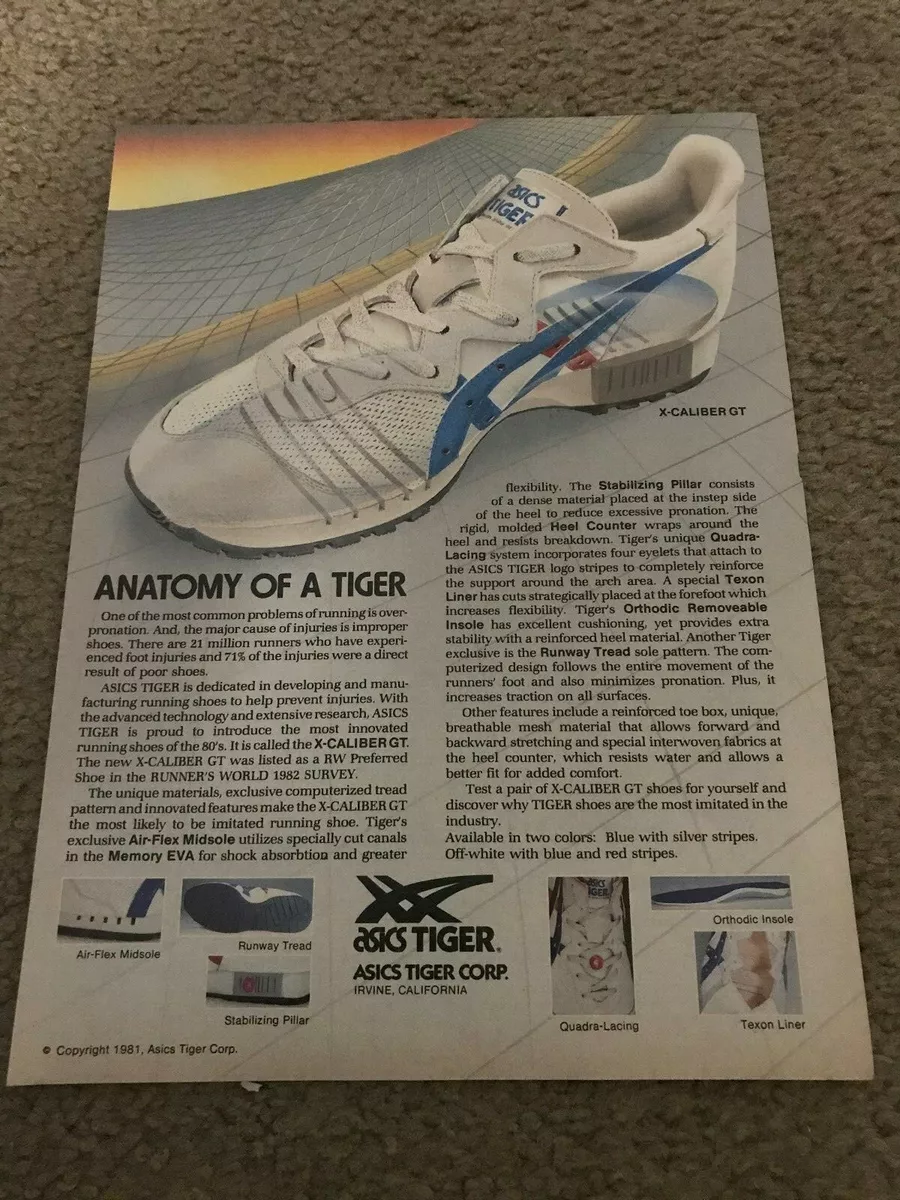 ASICS
TIGER
X-CALIBER GT
ANATOMY OF A TIGER
One of the most common problems of running is over-
pronation. And, the major cause of injuries is improper
shoes. There are 21 million runners who have experi-
enced foot injuries and 71% of the injuries were a direct
result of poor shoes.
ASICS TIGER is dedicated in developing and manu-
facturing running shoes to help prevent injuries. With
the advanced technology and extensive research, ASICS
TIGER is proud to introduce the most innovated
running shoes of the 80's. It is called the X-CALIBER GT.
The new X-CALIBER GT was listed as a RW Preferred
Shoe in the RUNNER'S WORLD 1982 SURVEY.
The unique materials, exclusive computerized tread
pattern and innovated features make the X-CALIBER GT
the most likely to be imitated running shoe. Tiger's
exclusive Air-Flex Midsole utilizes specially cut canals
in the Memory EVA for shock absorbtion and greater
flexibility. The Stabilizing Pillar consists
of a dense material placed at the instep side
of the heel to reduce excessive pronation. The
rigid, molded Heel Counter wraps around the
heel and resists breakdown. Tiger's unique Quadra-
Lacing system incorporates four eyelets that attach to
the ASICS TIGER logo stripes to completely reinforce
the support around the arch area. A special Texon
Liner has cuts strategically placed at the forefoot which
increases flexibility. Tiger's Orthodic Removeable
Insole has excellent cushioning, yet provides extra
stability with a reinforced heel material. Another Tiger
exclusive is the Runway Tread sole pattern. The com-
puterized design follows the entire movement of the
runners' foot and also minimizes pronation. Plus, it
increases traction on all surfaces.
Other features include a reinforced toe box, unique,
breathable mesh material that allows forward and
backward stretching and special interwoven fabrics at
the heel counter, which resists water and allows a
better fit for added comfort.
Test a pair of X-CALIBER GT shoes for yourself and
discover why TIGER shoes are the most imitated in the
industry.
Available in two colors: Blue with silver stripes.
Off-white with blue and red stripes.
Air-Flex Midsole
Runway Tread
Stabilizing Pillar
ASICS TIGER®
ASICS TIGER CORP.
IRVINE, CALIFORNIA
ASICS
TIGER
Quadra-Lacing
Orthodic Insole
Texon Liner
© Copyright 1981, Asics Tiger Corp.